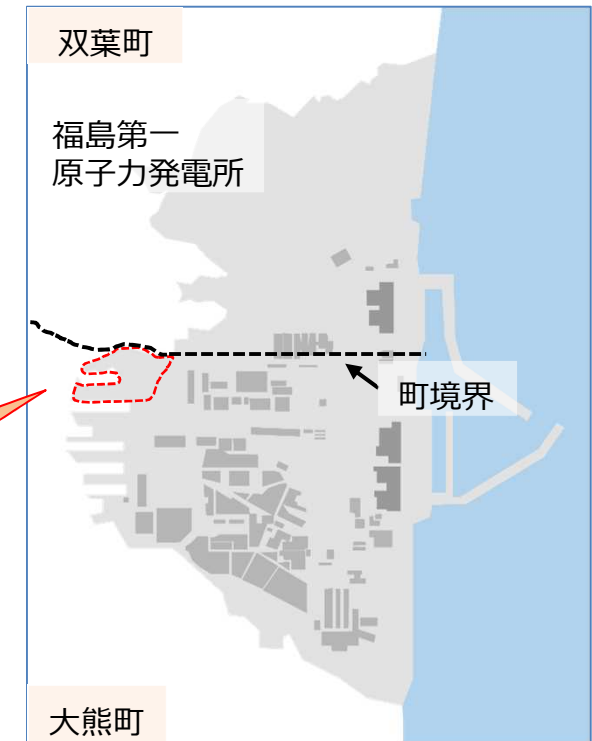 双葉町
福島第一
原子力発電所
町境界
大熊町